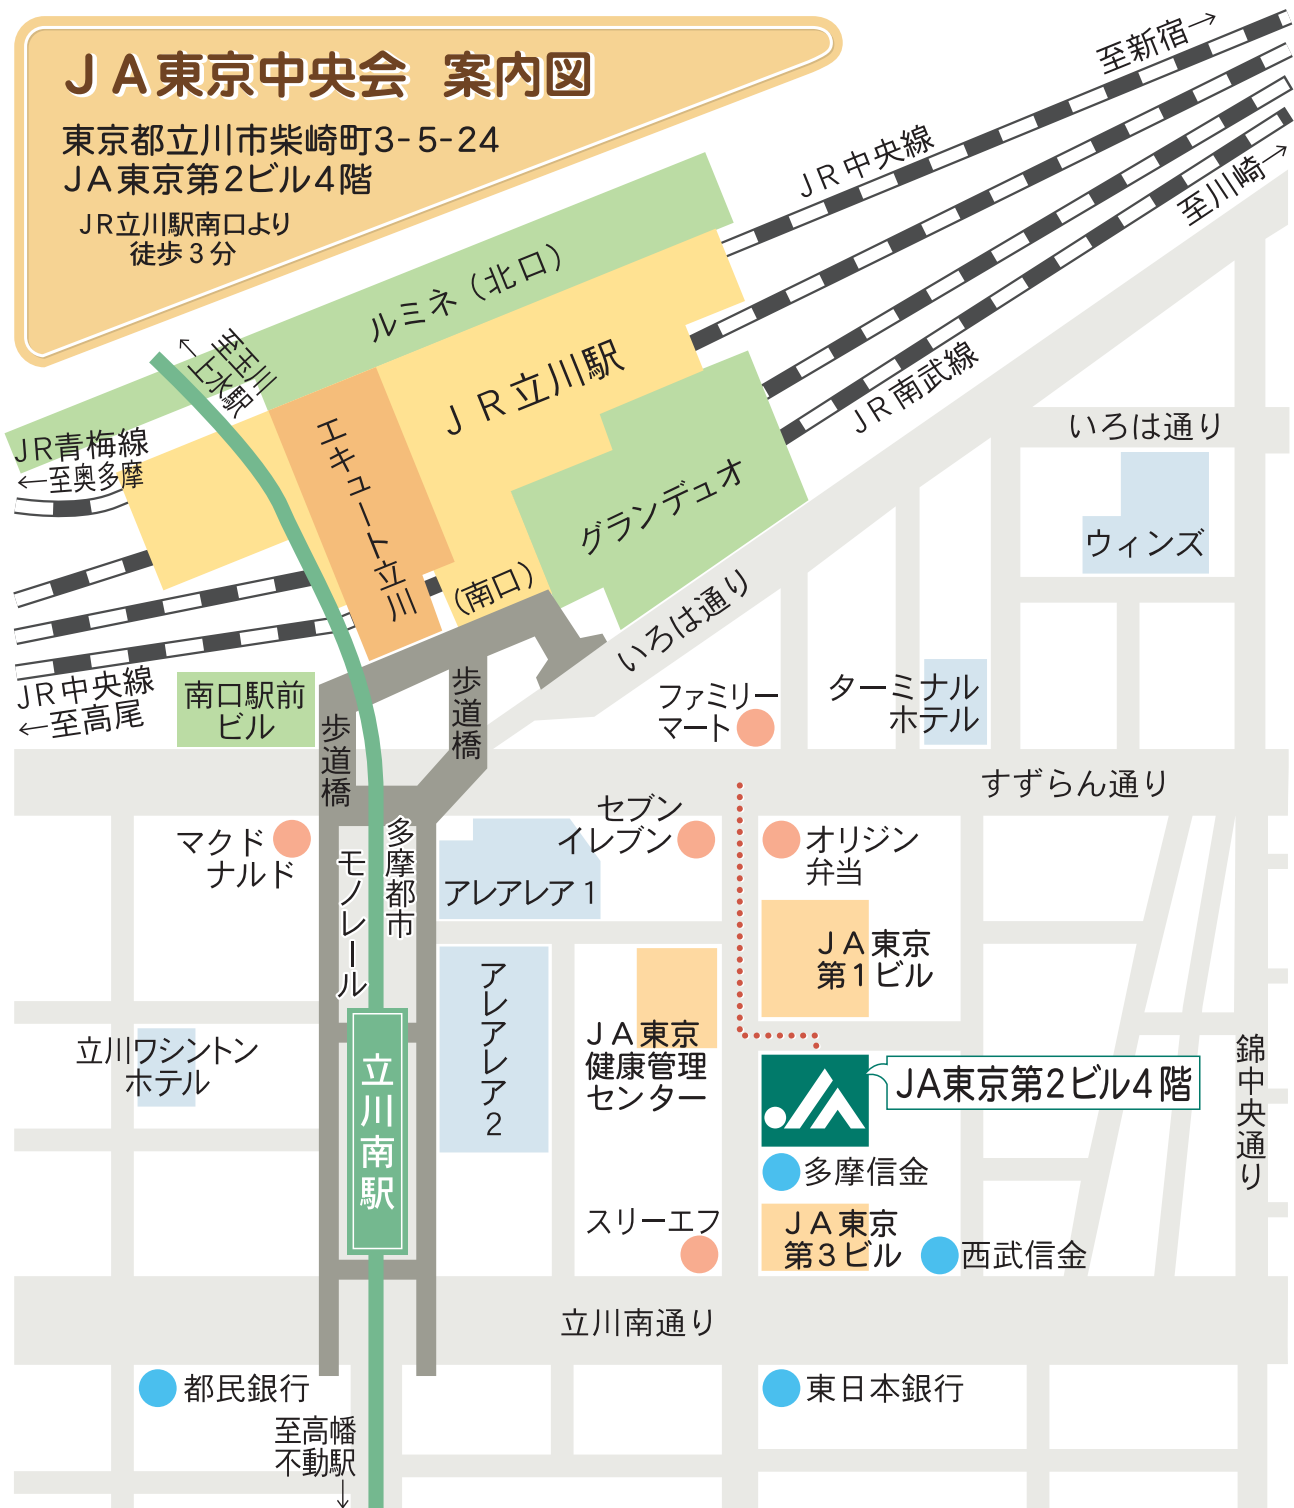 JA東京中央会 案内図
東京都立川市柴崎町3-5-24
JA東京第2ビル4階
JR立川駅南口より
徒歩3分
至新宿→
JR中央線
至川崎→
JR南武線
ルミネ(北口)
JR立川駅
エキュート立川
グランデュオ
(南口)
↑至玉川
上水駅
JR青梅線
←至奥多摩
JR中央線
←至高尾
いろは通り
いろは通り
ウィンズ
南口駅前
ビル
歩道橋
歩道橋
ファミリー
マート
ターミナル
ホテル
すずらん通り
マクド
ナルド
多摩都市
モノレール
セブン
イレブン
オリジン
弁当
アレアレア1
アレアレア2
JA東京
第1ビル
JA東京
健康管理
センター
立川ワシントン
ホテル
立川南駅
JA東京第2ビル4階
錦中央通り
多摩信金
スリーエフ
JA東京
第3ビル
西武信金
立川南通り
都民銀行
東日本銀行
至高幡
不動駅
↓